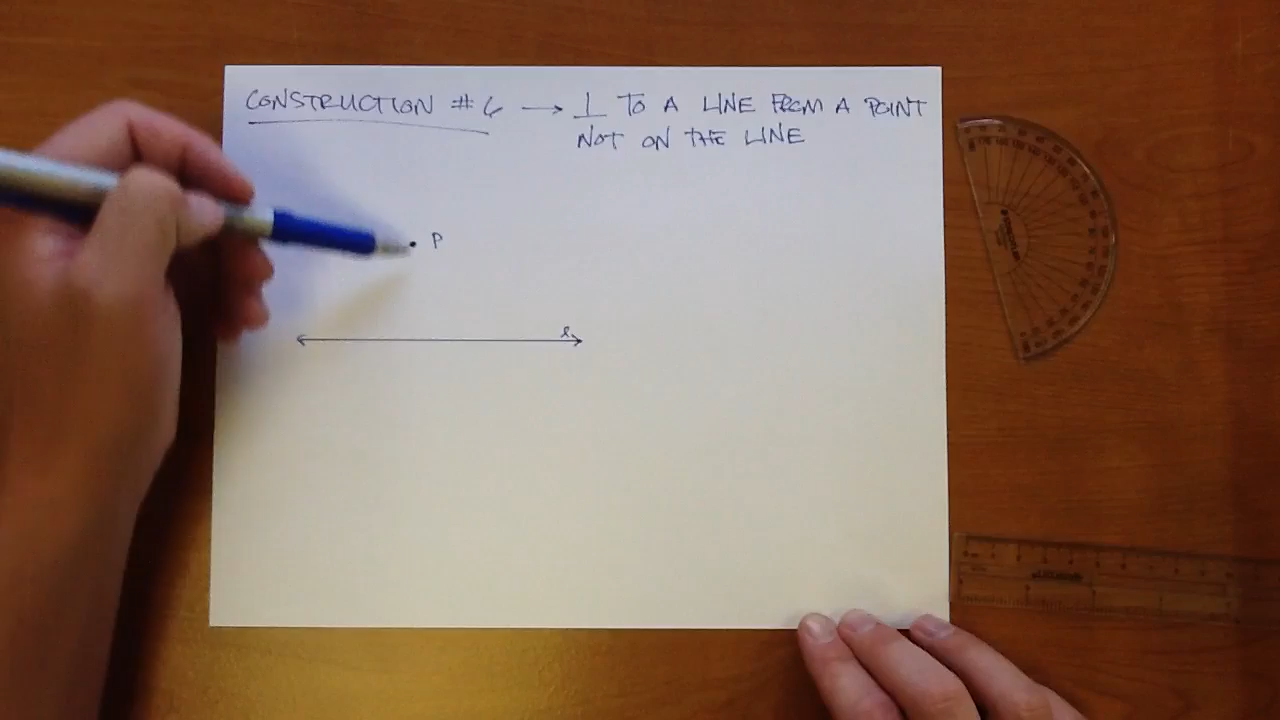 CONSTRUCTION #6 → ⊥ TO A LINE FROM A POINT
NOT ON THE LINE
P
l